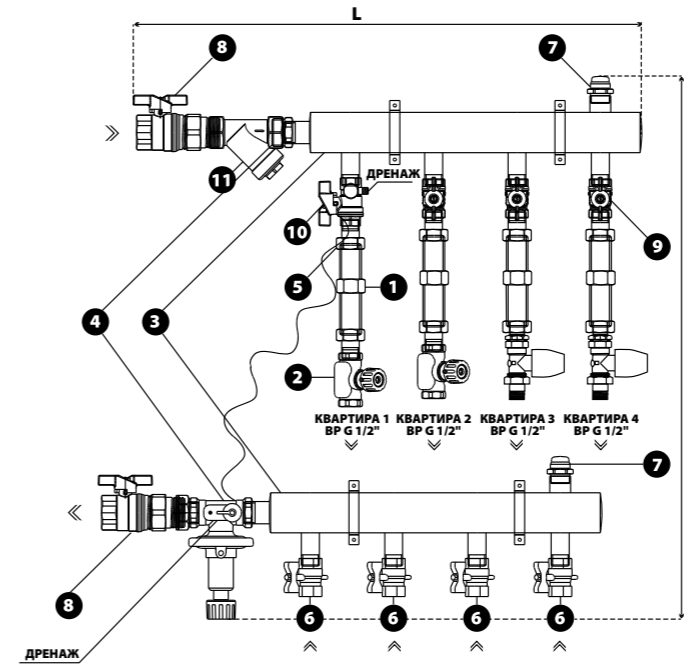 L
8
7
11
ДРЕНАЖ
10
9
5
1
4
3
2
КВАРТИРА 1
ВР G 1/2"
КВАРТИРА 2
ВР G 1/2"
КВАРТИРА 3
ВР G 1/2"
КВАРТИРА 4
ВР G 1/2"
7
8
6
6
6
6
ДРЕНАЖ